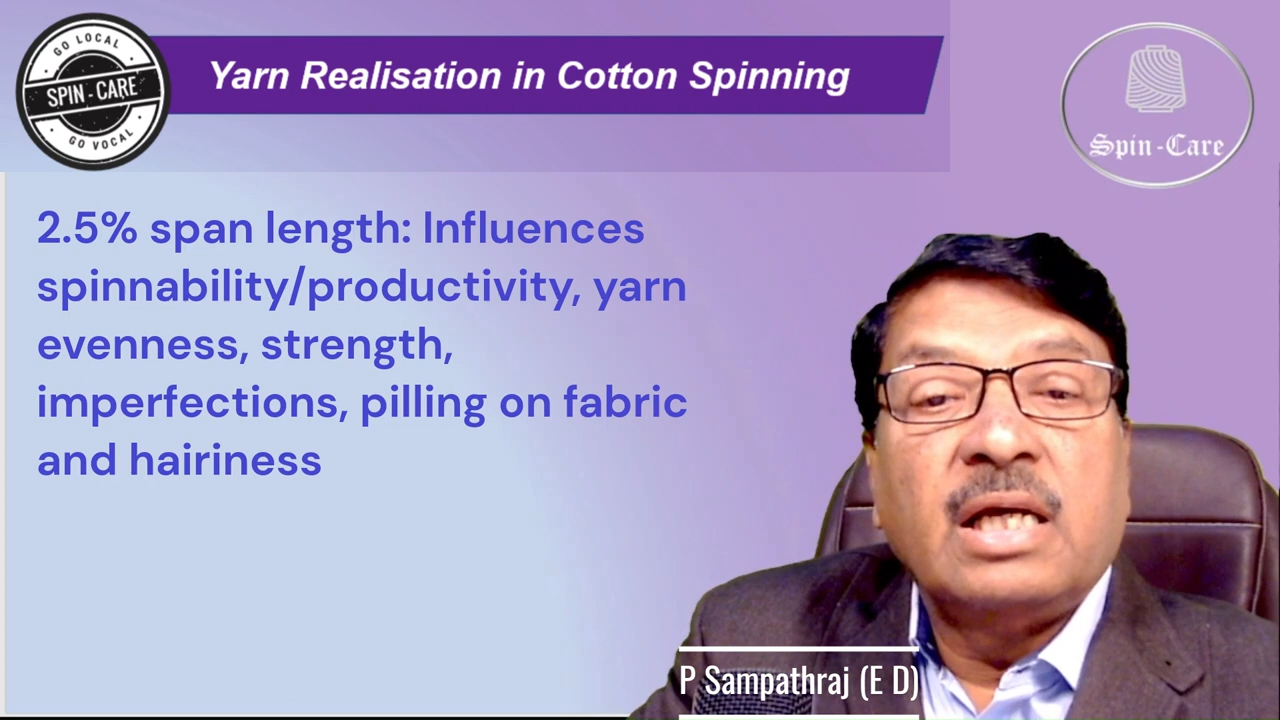 GO LOCAL
SPIN-CARE
GO VOCAL
Yarn Realisation in Cotton Spinning
Spin-Care
2.5% span length: Influences
spinnability/productivity, yarn
evenness, strength,
imperfections, pilling on fabric
and hairiness
P Sampathraj (E D)